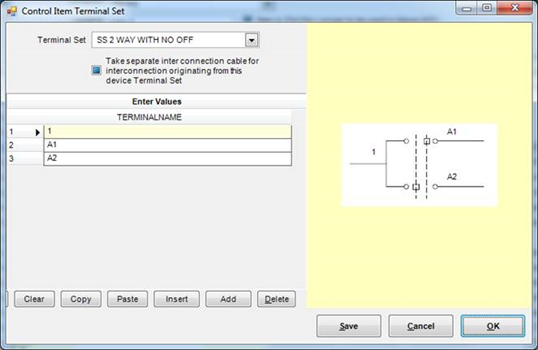 Control Item Terminal Set
Terminal Set SS 2 WAY WITH NO OFF
Take separate inter connection cable for
interconnection originating from this
device Terminal Set
Enter Values
TERMINALNAME
1 1
2 A1
3 A2
1
A1
A2
Clear Copy Paste Insert Add Delete
Save Cancel OK